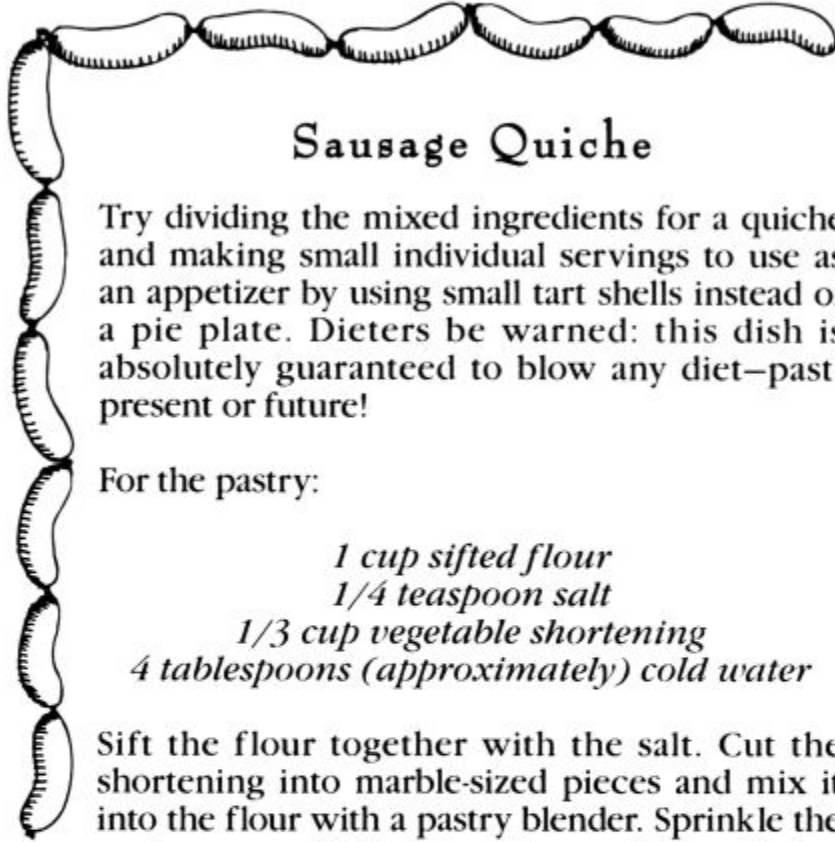 Sausage Quiche
Try dividing the mixed ingredients for a quiche
and making small individual servings to use as
an appetizer by using small tart shells instead of
a pie plate. Dieters be warned: this dish is
absolutely guaranteed to blow any diet—past
present or future!
For the pastry:
1 cup sifted flour
1/4 teaspoon salt
1/3 cup vegetable shortening
4 tablespoons (approximately) cold water
Sift the flour together with the salt. Cut the
shortening into marble-sized pieces and mix it
into the flour with a pastry blender. Sprinkle the